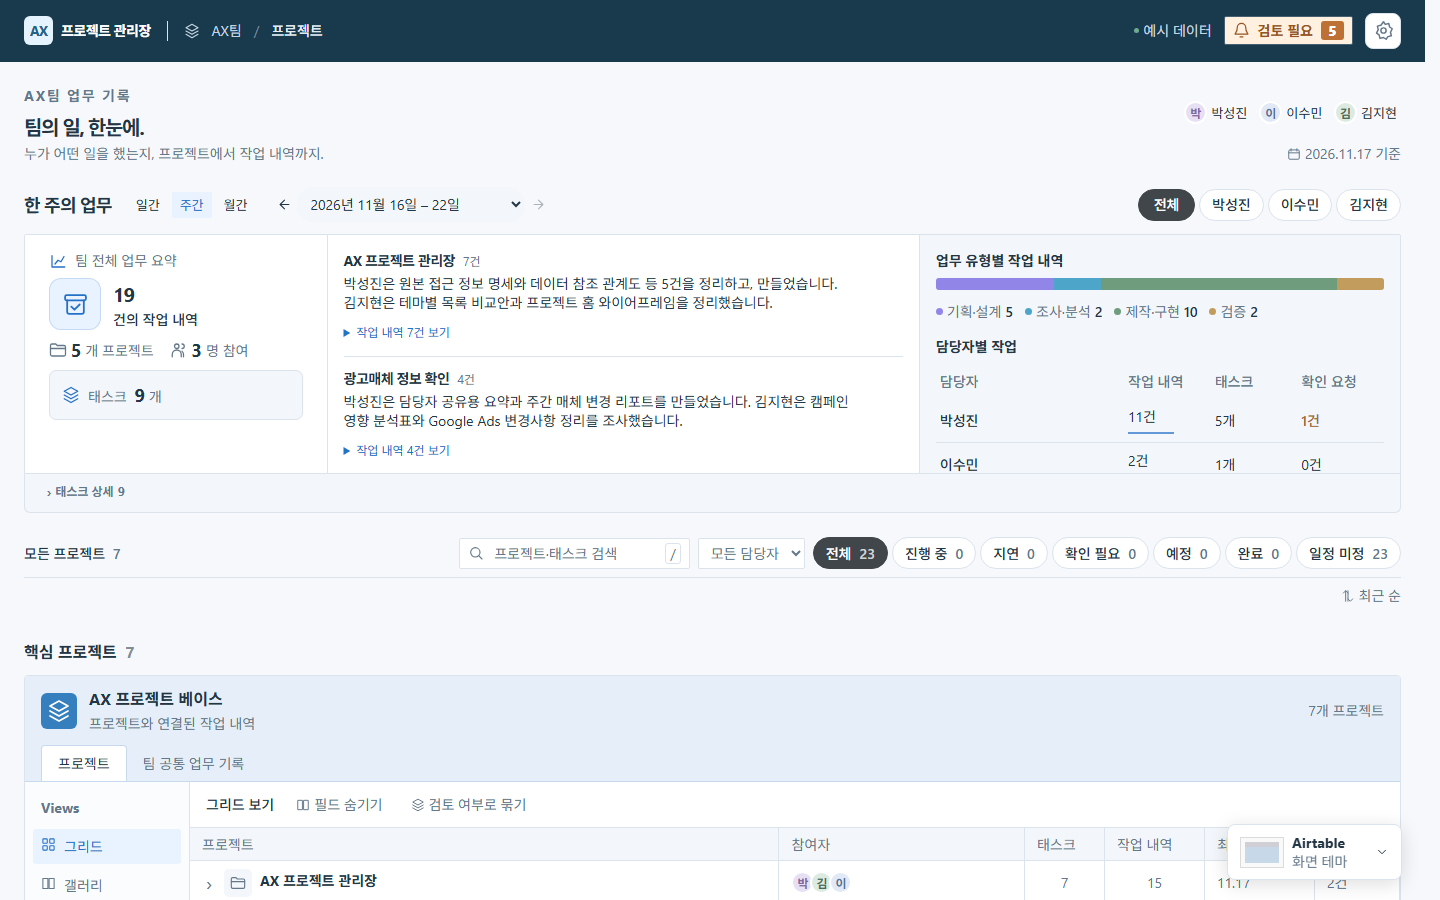 AX 프로젝트 관리장 AX팀 / 프로젝트 예시 데이터 검토 필요 5
AX팀 업무 기록
팀의 일, 한눈에.
누가 어떤 일을 했는지, 프로젝트에서 작업 내역까지.
박 박성진 이 이수민 김 김지현
2026.11.17 기준
한 주의 업무 일간 주간 월간 ← 2026년 11월 16일 – 22일 → 전체 박성진 이수민 김지현
팀 전체 업무 요약
19
건의 작업 내역
5 개 프로젝트 3 명 참여
태스크 9 개
AX 프로젝트 관리장 7건
박성진은 원본 접근 정보 명세와 데이터 참조 관계도 등 5건을 정리하고, 만들었습니다.
김지현은 테마별 목록 비교안과 프로젝트 홈 와이어프레임을 정리했습니다.
▶ 작업 내역 7건 보기
광고매체 정보 확인 4건
박성진은 담당자 공유용 요약과 주간 매체 변경 리포트를 만들었습니다. 김지현은 캠페인
영향 분석표와 Google Ads 변경사항 정리를 조사했습니다.
▶ 작업 내역 4건 보기
업무 유형별 작업 내역
기획·설계 5 조사·분석 2 제작·구현 10 검증 2
담당자별 작업
담당자 작업 내역 태스크 확인 요청
박성진 11건 5개 1건
이수민 2건 1개 0건
› 태스크 상세 9
모든 프로젝트 7 프로젝트·태스크 검색 / 모든 담당자 전체 23 진행 중 0 지연 0 확인 필요 0 예정 0 완료 0 일정 미정 23
최근 순
핵심 프로젝트 7
AX 프로젝트 베이스
프로젝트와 연결된 작업 내역
7개 프로젝트
프로젝트 팀 공통 업무 기록
Views
그리드
갤러리
그리드 보기 필드 숨기기 검토 여부로 묶기
프로젝트 참여자 태스크 작업 내역
› AX 프로젝트 관리장 박 김 이 7 15 11.17 2건
Airtable
화면 테마